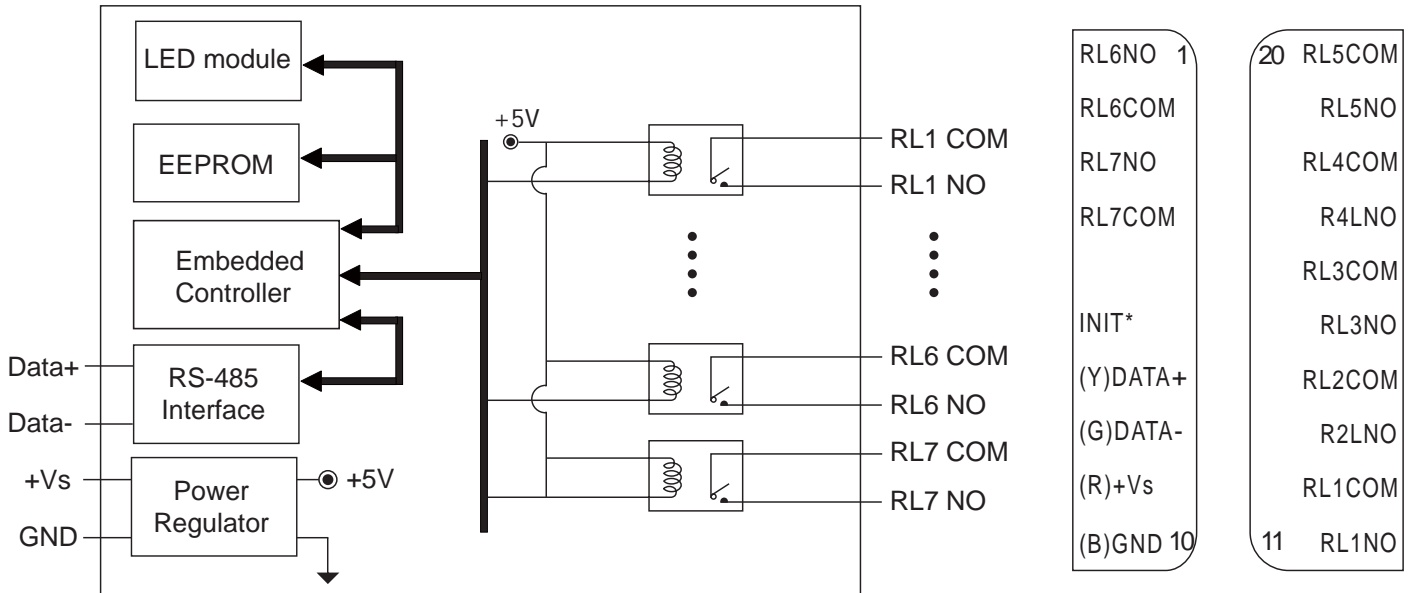 LED module
EEPROM
Embedded
Controller
RS-485
Interface
Power
Regulator
Data+
Data-
+Vs
GND
+5V
+5V
RL1 COM
RL1 NO
RL6 COM
RL6 NO
RL7 COM
RL7 NO
RL6NO 1
RL6COM
RL7NO
RL7COM
INIT*
(Y)DATA+
(G)DATA-
(R)+Vs
(B)GND 10
20 RL5COM
RL5NO
RL4COM
R4LNO
RL3COM
RL3NO
RL2COM
R2LNO
RL1COM
11 RL1NO